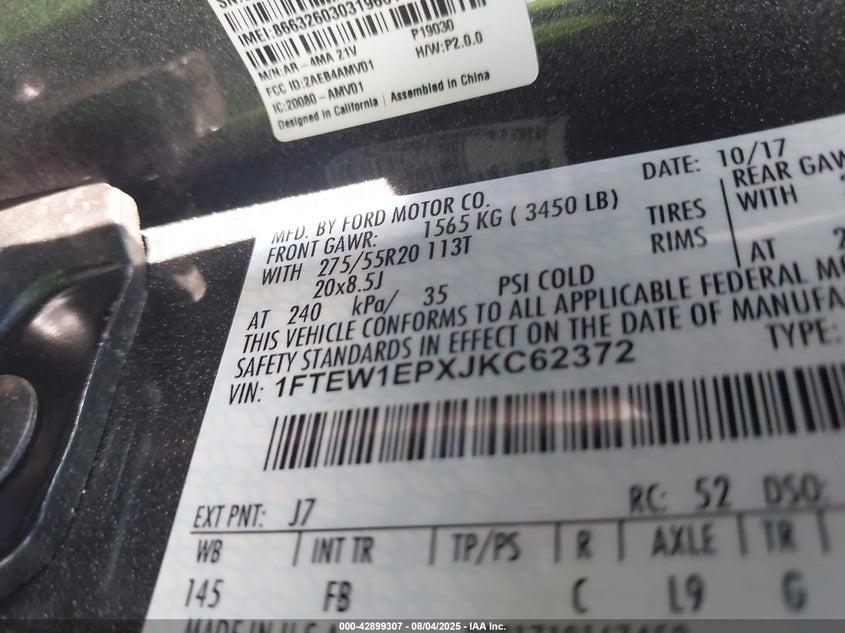 P19030
M/N:AR-4MA 21V
H/W:P2.0.0
FCC ID:2AEB4AMV01
IC:20080-AMV01
Designed in California | Assembled in China
DATE: 10/17
MFD. BY FORD MOTOR CO.
FRONT GAWR: 1565 KG ( 3450 LB)
REAR GAW
WITH 275/55R20 113T
TIRES
WITH
20x8.5J
RIMS
AT 240 kPa/ 35 PSI COLD
AT 2
THIS VEHICLE CONFORMS TO ALL APPLICABLE FEDERAL M
SAFETY STANDARDS IN EFFECT ON THE DATE OF MANUFA
VIN: 1FTEW1EPXJKC62372
TYPE:
EXT PNT: J7
RC: 52 DSO:
WB | INT TR | TP/PS | R | AXLE | TR |
145 FB C L9 G
000-42899307 - 08/04/2025 - IAA Inc.